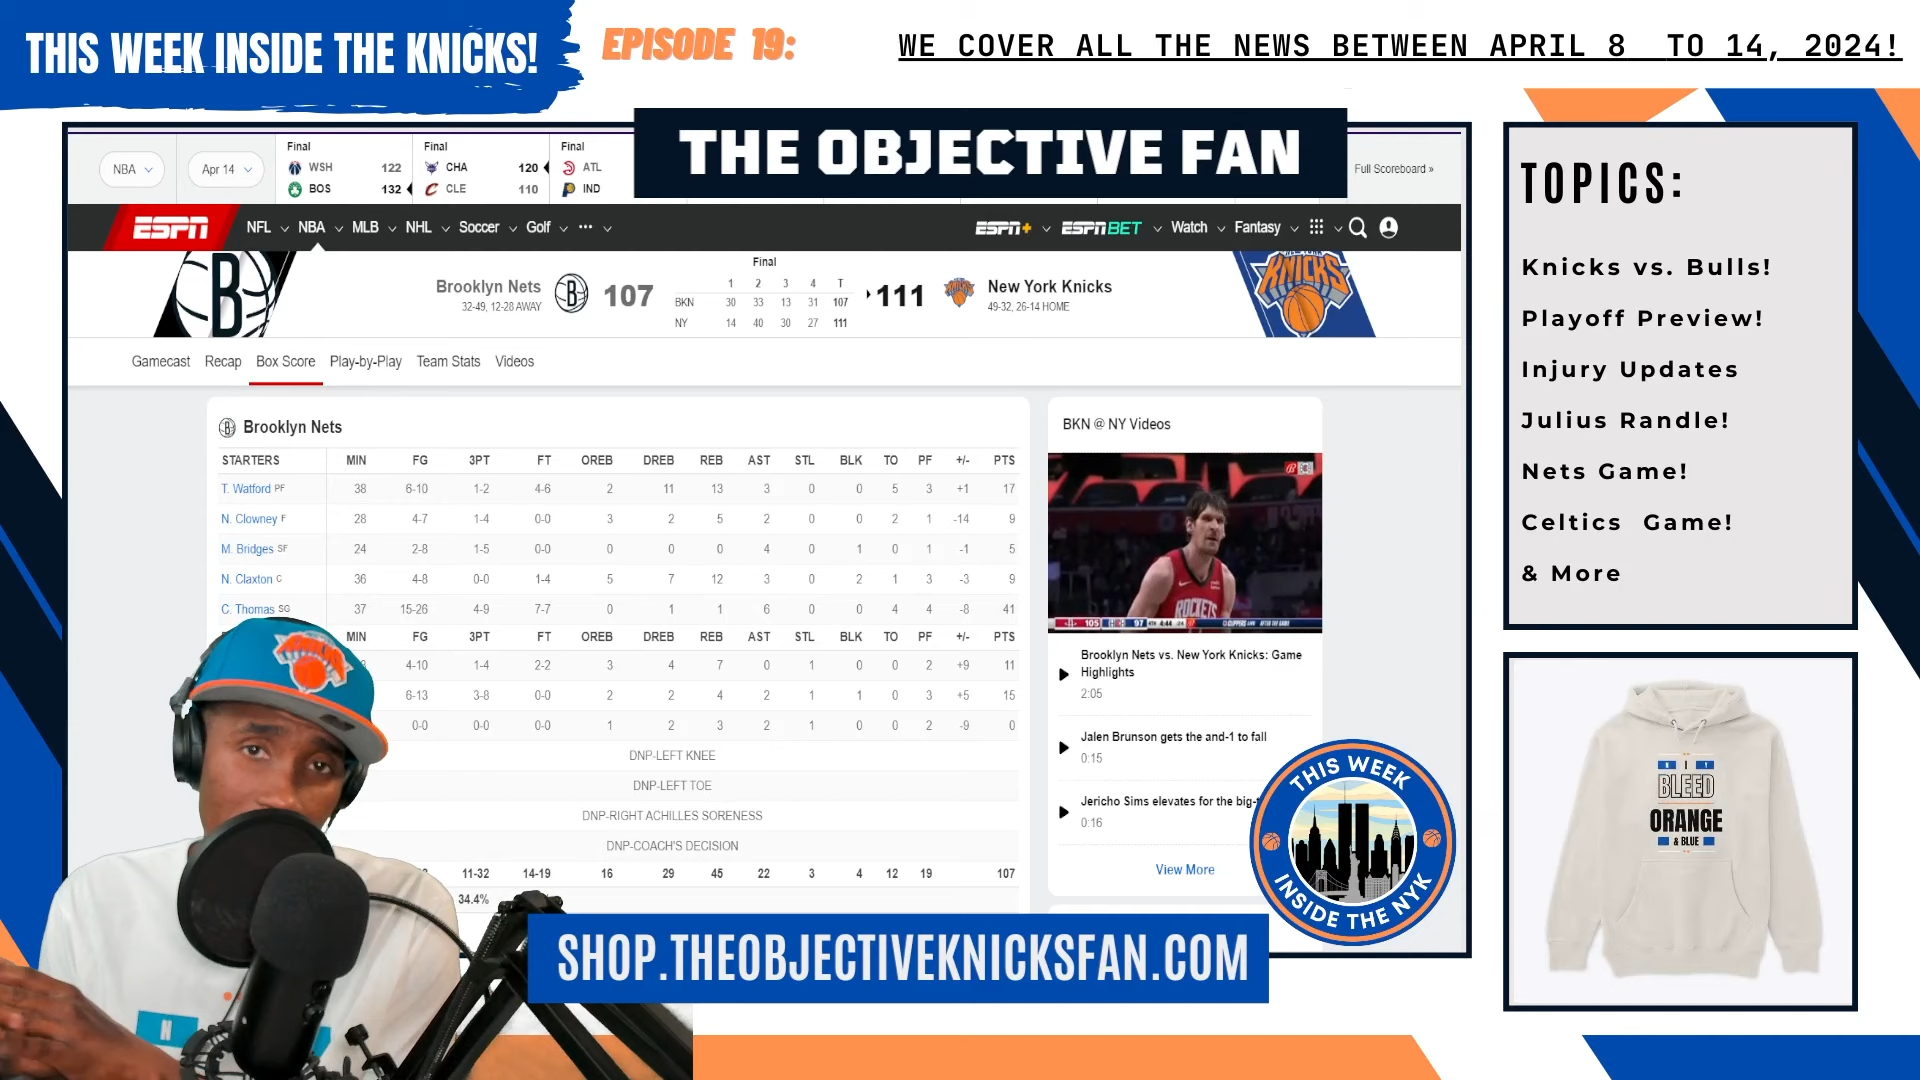 THIS WEEK INSIDE THE KNICKS!
EPISODE 19:
WE COVER ALL THE NEWS BETWEEN APRIL 8 TO 14, 2024!
THE OBJECTIVE FAN
NBA
Apr 14
Final
WSH 122
BOS 132
Final
CHA 120
CLE 110
Final
ATL
IND
Full Scoreboard »
ESPN NFL NBA MLB NHL Soccer Golf ••• ESPN+ ESPNBET Watch Fantasy
B
Brooklyn Nets
32-49, 12-28 AWAY
B
107
Final
1 2 3 4 T
BKN 30 33 13 31 107
NY 14 40 30 27 111
111
New York Knicks
49-32, 26-14 HOME
KNICKS
Gamecast Recap Box Score Play-by-Play Team Stats Videos
Brooklyn Nets
STARTERS MIN FG 3PT FT OREB DREB REB AST STL BLK TO PF +/- PTS
T. Watford PF 38 6-10 1-2 4-6 2 11 13 3 0 0 5 3 +1 17
N. Clowney F 28 4-7 1-4 0-0 3 2 5 2 0 0 2 1 -14 9
M. Bridges SF 24 2-8 1-5 0-0 0 0 0 4 0 1 0 1 -1 5
N. Claxton C 36 4-8 0-0 1-4 5 7 12 3 0 2 1 3 -3 9
C. Thomas SG 37 15-26 4-9 7-7 0 1 1 6 0 0 4 4 -8 41
MIN FG 3PT FT OREB DREB REB AST STL BLK TO PF +/- PTS
4-10 1-4 2-2 3 4 7 0 1 0 0 2 +9 11
6-13 3-8 0-0 2 2 4 2 1 1 0 3 +5 15
0-0 0-0 0-0 1 2 3 2 1 0 0 2 -9 0
DNP-LEFT KNEE
DNP-LEFT TOE
DNP-RIGHT ACHILLES SORENESS
DNP-COACH'S DECISION
11-32 14-19 16 29 45 22 3 4 12 19 107
34.4%
BKN @ NY Videos
ROCKETS
105 97 4:44
Brooklyn Nets vs. New York Knicks: Game
Highlights
2:05
Jalen Brunson gets the and-1 to fall
0:15
Jericho Sims elevates for the big-
0:16
View More
THIS WEEK
INSIDE THE NYK
SHOP.THEOBJECTIVEKNICKSFAN.COM
TOPICS:
Knicks vs. Bulls!
Playoff Preview!
Injury Updates
Julius Randle!
Nets Game!
Celtics Game!
& More
BLEED
ORANGE
& BLUE
KNICKS
N